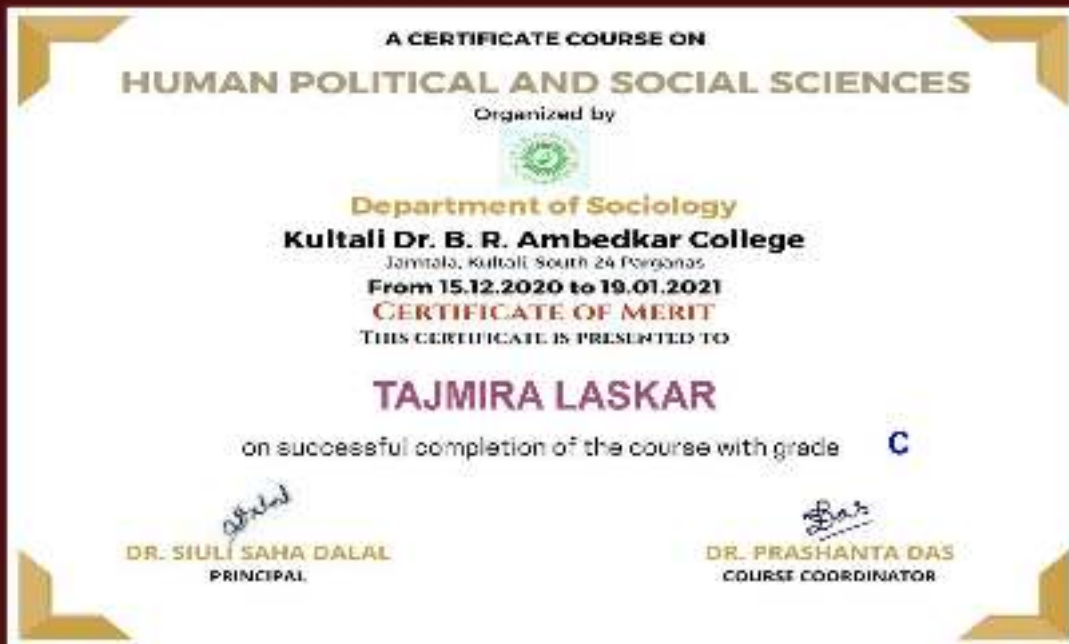 A CERTIFICATE COURSE ON
HUMAN POLITICAL AND SOCIAL SCIENCES
Organized by
Department of Sociology
Kultali Dr. B. R. Ambedkar College
Jamtala, Kultali South 24 Parganas
From 15.12.2020 to 19.01.2021
CERTIFICATE OF MERIT
THIS CERTIFICATE IS PRESENTED TO
TAJMIRA LASKAR
on successful completion of the course with grade C
Das
DR. SIULI SAHA DALAL
DR. PRASHANTA DAS
PRINCIPAL
COURSE COORDINATOR